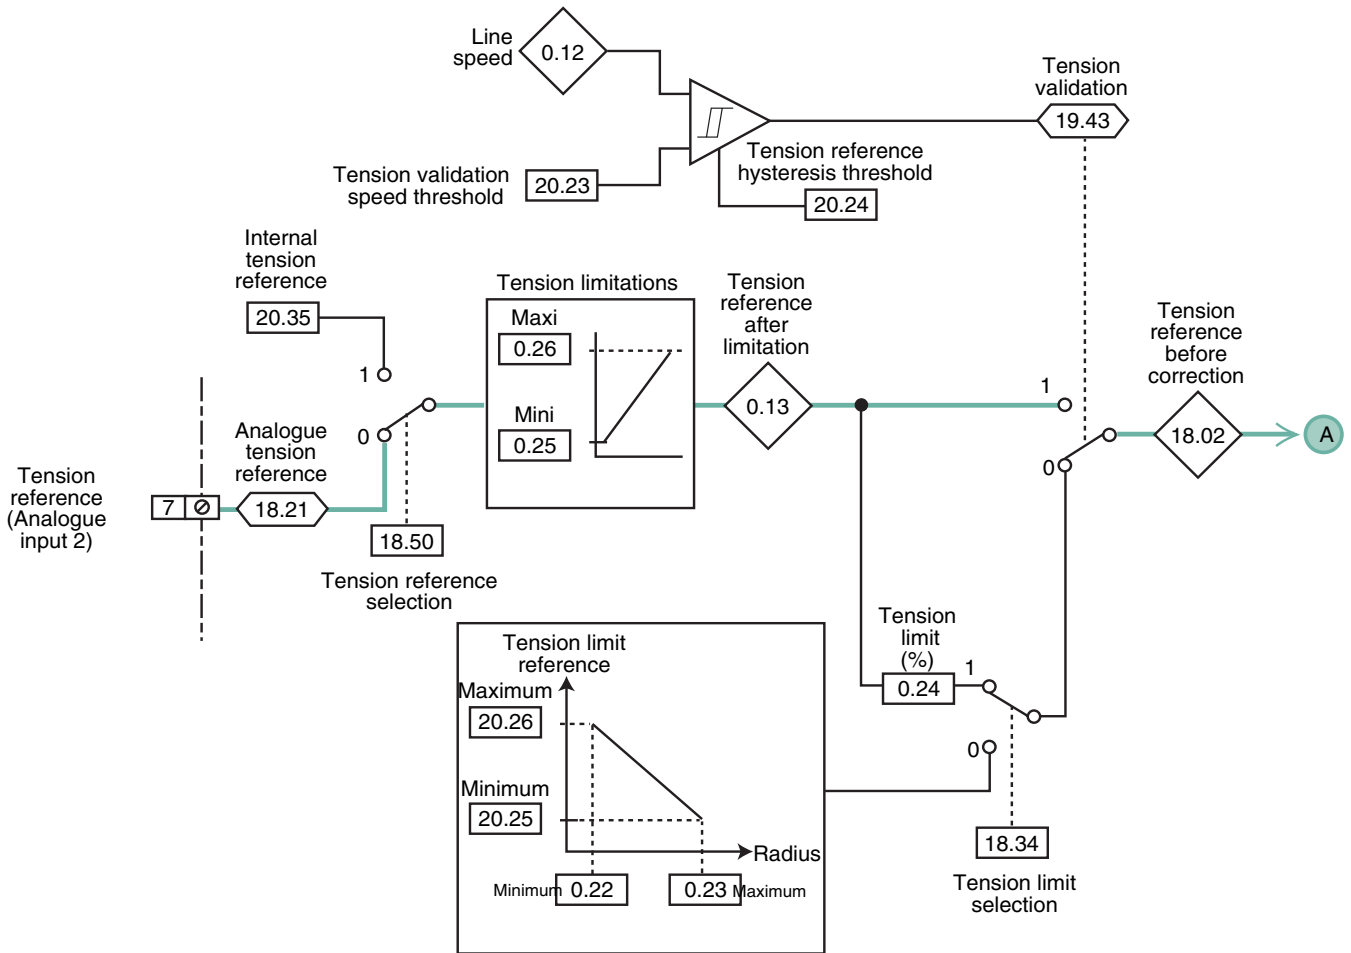 Line
speed
0.12
Tension
validation
19.43
Tension validation
speed threshold
20.23
Tension reference
hysteresis threshold
20.24
Internal
tension
reference
20.35
1
0
Tension limitations
Maxi
0.26
Mini
0.25
Tension
reference
after
limitation
0.13
1
0
Tension
reference
before
correction
18.02
A
Tension
reference
(Analogue
input 2)
7
Analogue
tension
reference
18.21
18.50
Tension reference
selection
Tension limit
reference
Maximum
20.26
Minimum
20.25
Radius
Minimum 0.22
0.23 Maximum
Tension
limit
(%)
0.24
1
0
18.34
Tension limit
selection